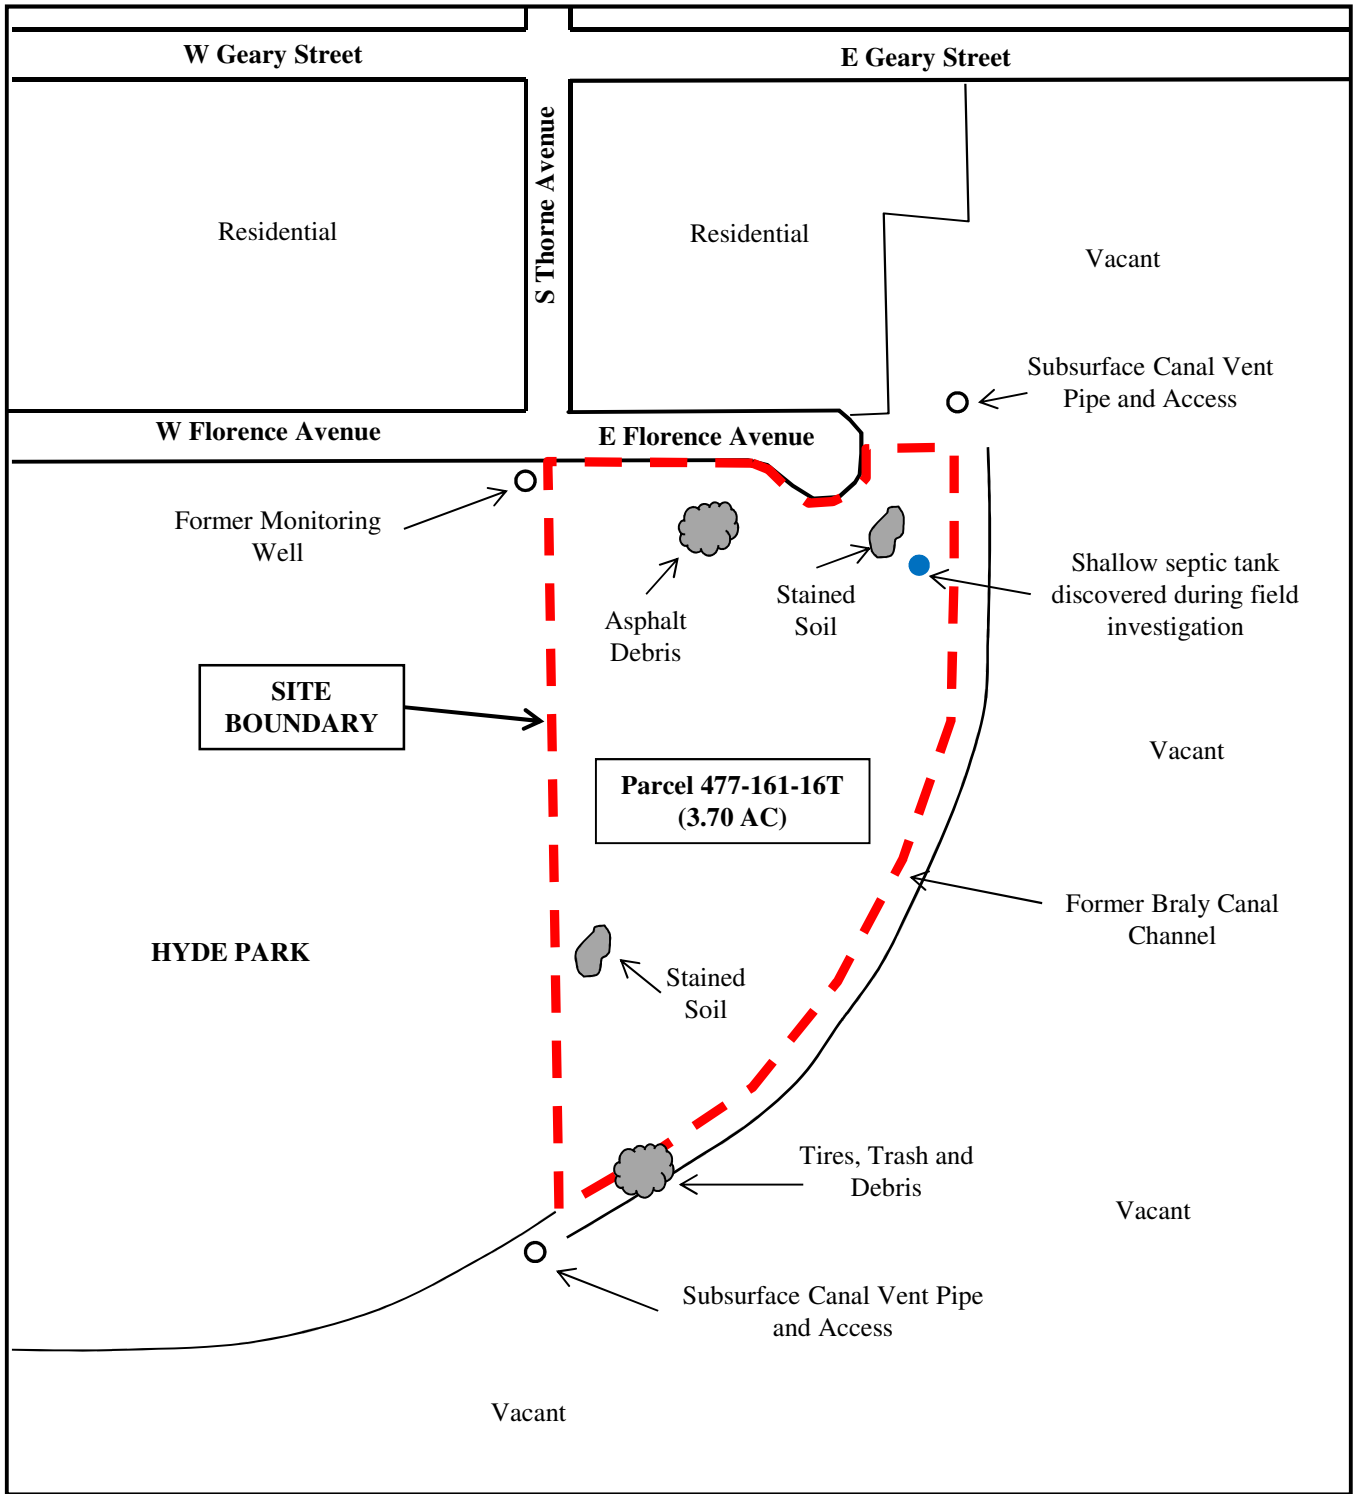 W Geary Street
E Geary Street
S Thorne Avenue
Residential
Residential
Vacant
Subsurface Canal Vent
Pipe and Access
W Florence Avenue
E Florence Avenue
Former Monitoring
Well
Asphalt
Debris
Stained
Soil
Shallow septic tank
discovered during field
investigation
SITE
BOUNDARY
Vacant
Parcel 477-161-16T
(3.70 AC)
Former Braly Canal
Channel
HYDE PARK
Stained
Soil
Tires, Trash and
Debris
Vacant
Subsurface Canal Vent Pipe
and Access
Vacant